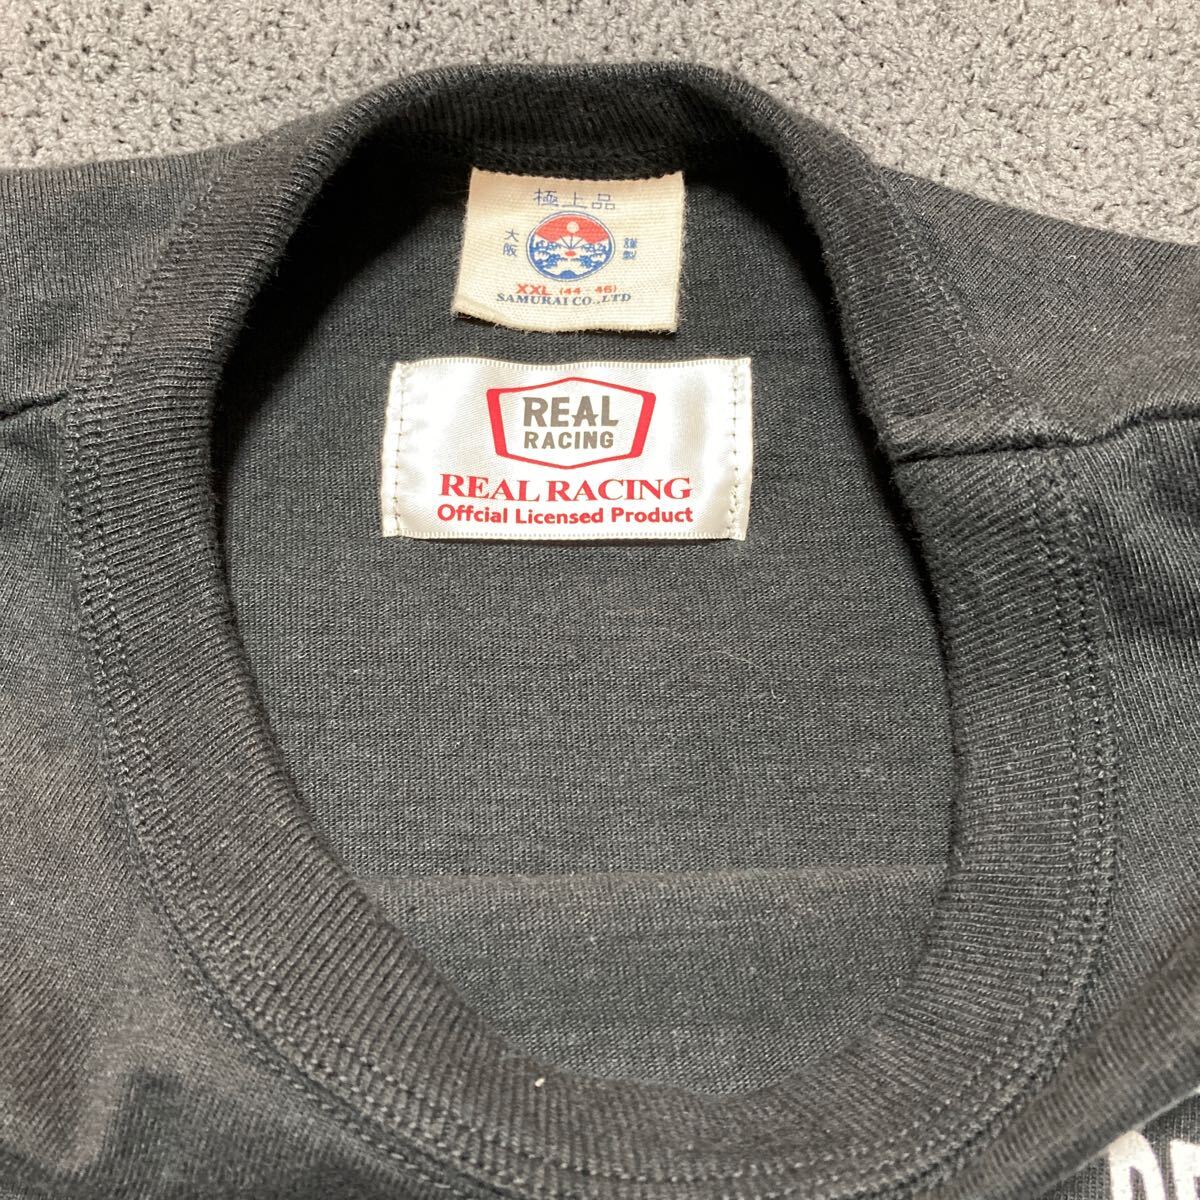 極上品
大阪
謹製
XXL (44-46)
SAMURAI CO.,LTD
REAL
RACING
REAL RACING
Offcial Licensed Product